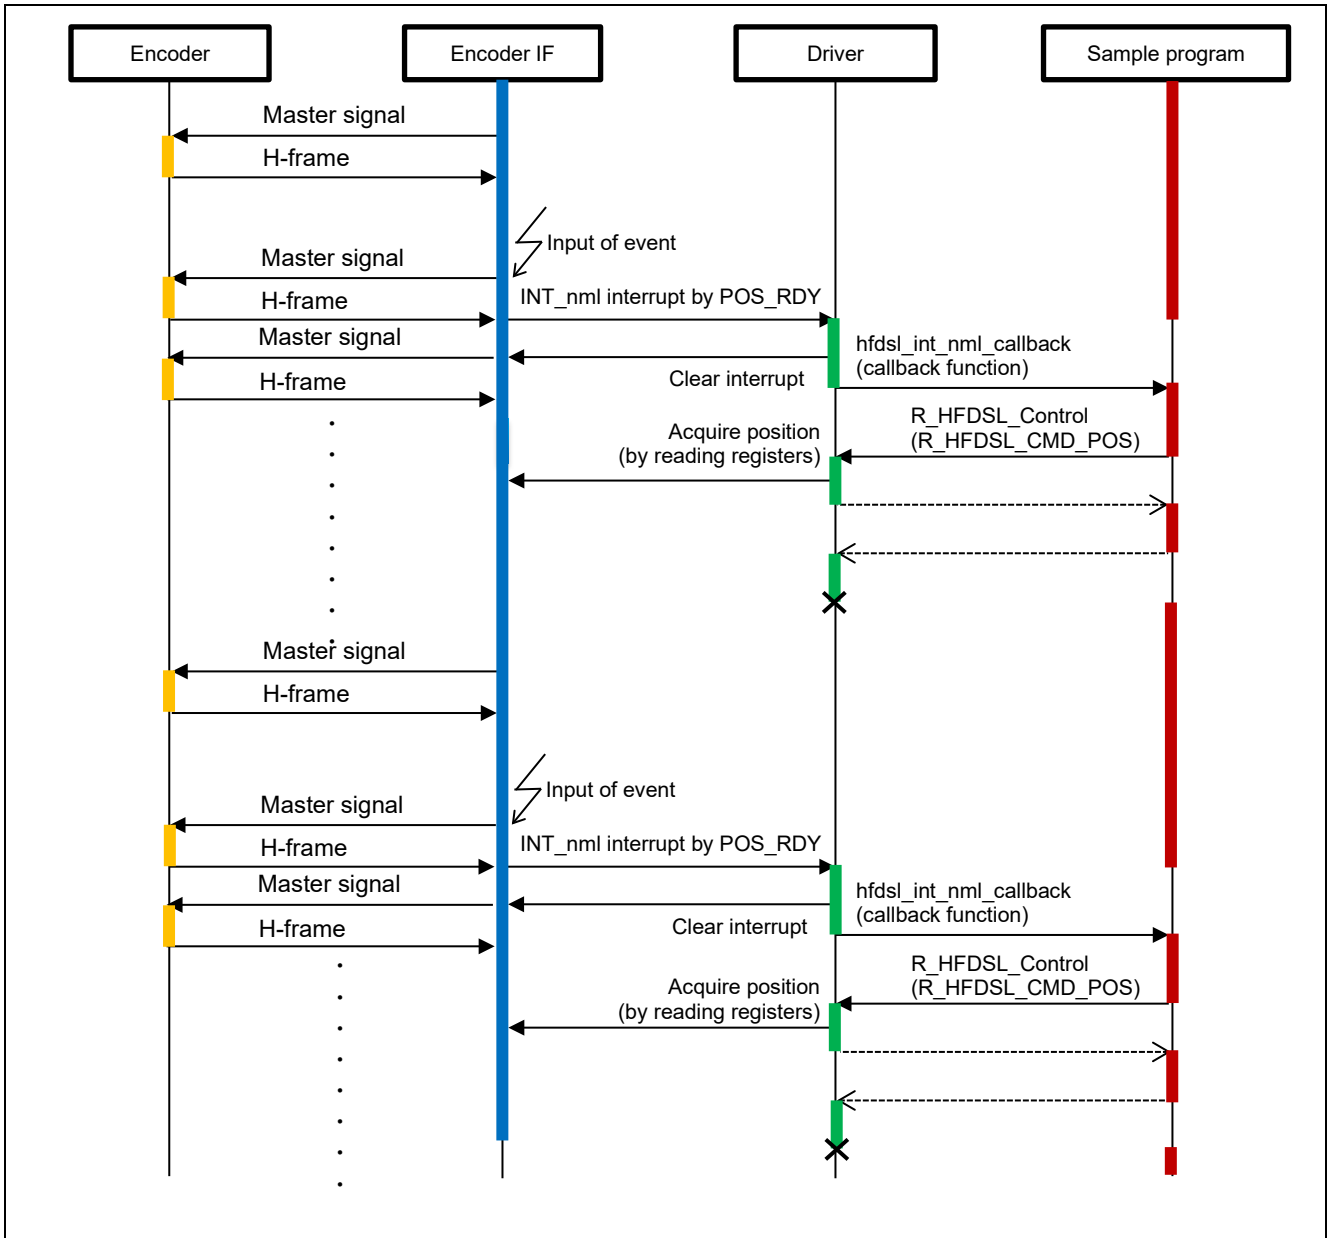 Encoder
Encoder IF
Driver
Sample program
Master signal
H-frame
Input of event
Master signal
H-frame
INT_nml interrupt by POS_RDY
Master signal
hfdsl_int_nml_callback
(callback function)
Clear interrupt
H-frame
R_HFDSL_Control
(R_HFDSL_CMD_POS)
Acquire position
(by reading registers)
Master signal
H-frame
Input of event
Master signal
H-frame
INT_nml interrupt by POS_RDY
Master signal
hfdsl_int_nml_callback
(callback function)
Clear interrupt
H-frame
R_HFDSL_Control
(R_HFDSL_CMD_POS)
Acquire position
(by reading registers)